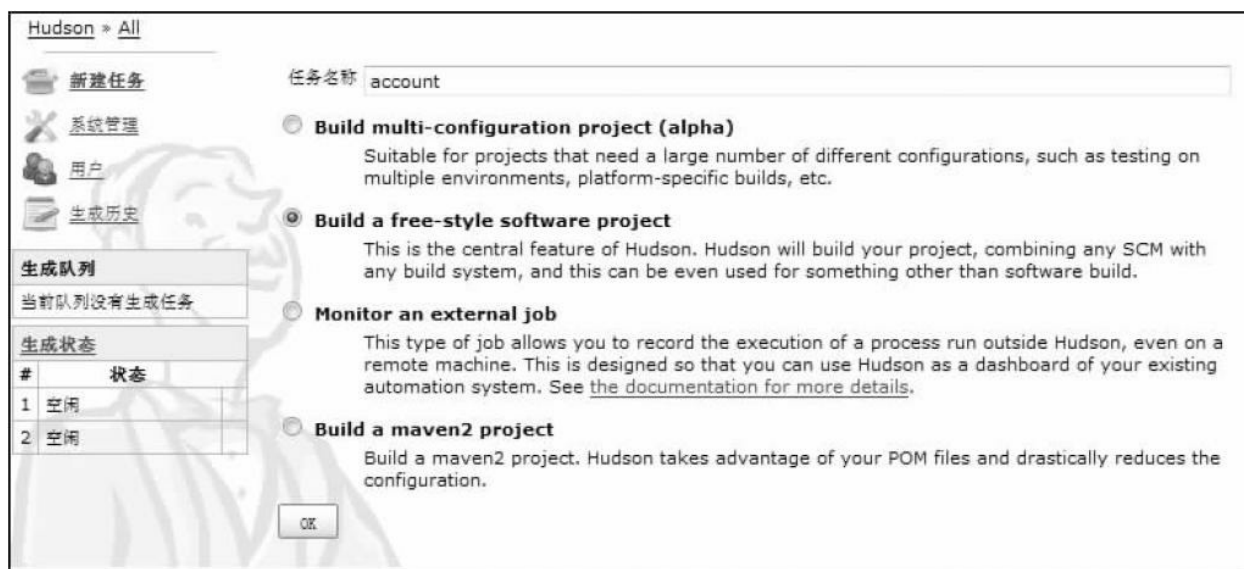 Hudson » All
新建任务
系统管理
用户
生成历史
生成队列
当前队列没有生成任务
生成状态
# 状态
1 空闲
2 空闲
任务名称 account
Build multi-configuration project (alpha)
Suitable for projects that need a large number of different configurations, such as testing on
multiple environments, platform-specific builds, etc.
Build a free-style software project
This is the central feature of Hudson. Hudson will build your project, combining any SCM with
any build system, and this can be even used for something other than software build.
Monitor an external job
This type of job allows you to record the execution of a process run outside Hudson, even on a
remote machine. This is designed so that you can use Hudson as a dashboard of your existing
automation system. See the documentation for more details.
Build a maven2 project
Build a maven2 project. Hudson takes advantage of your POM files and drastically reduces the
configuration.
OK